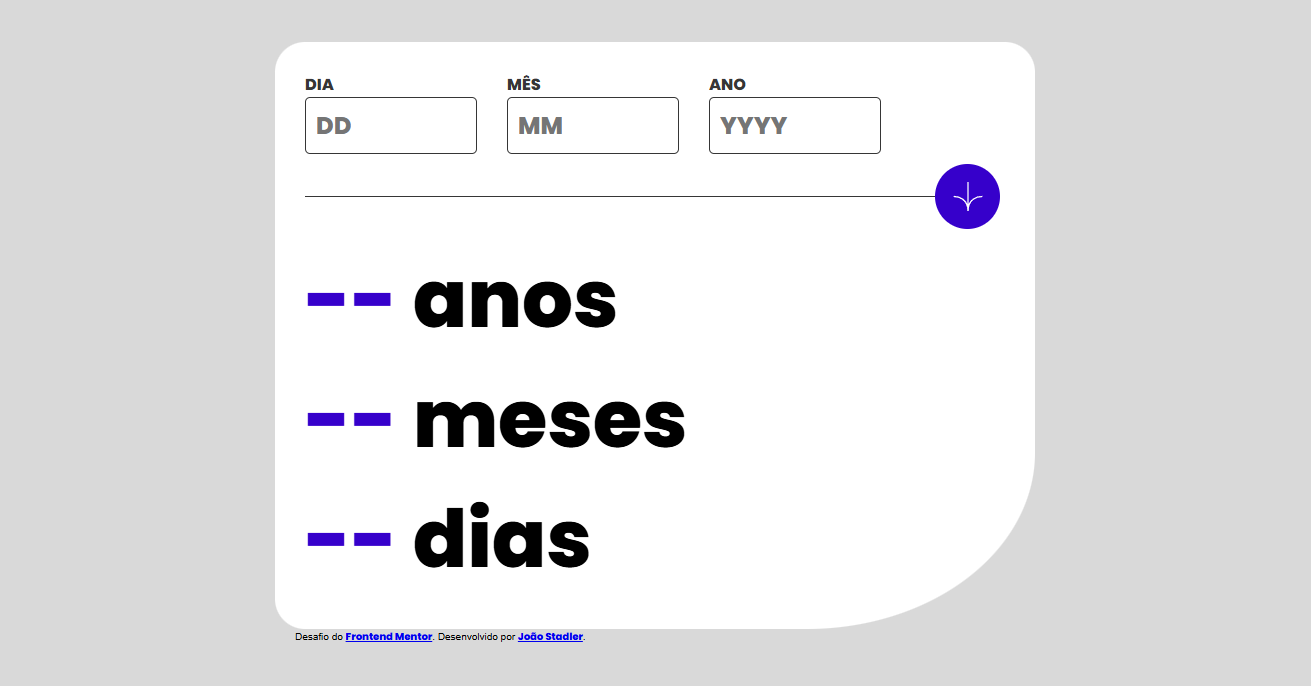 DIA MÊS ANO
DD MM YYYY
-- anos
-- meses
-- dias
Desafio do Frontend Mentor. Desenvolvido por João Stadler.